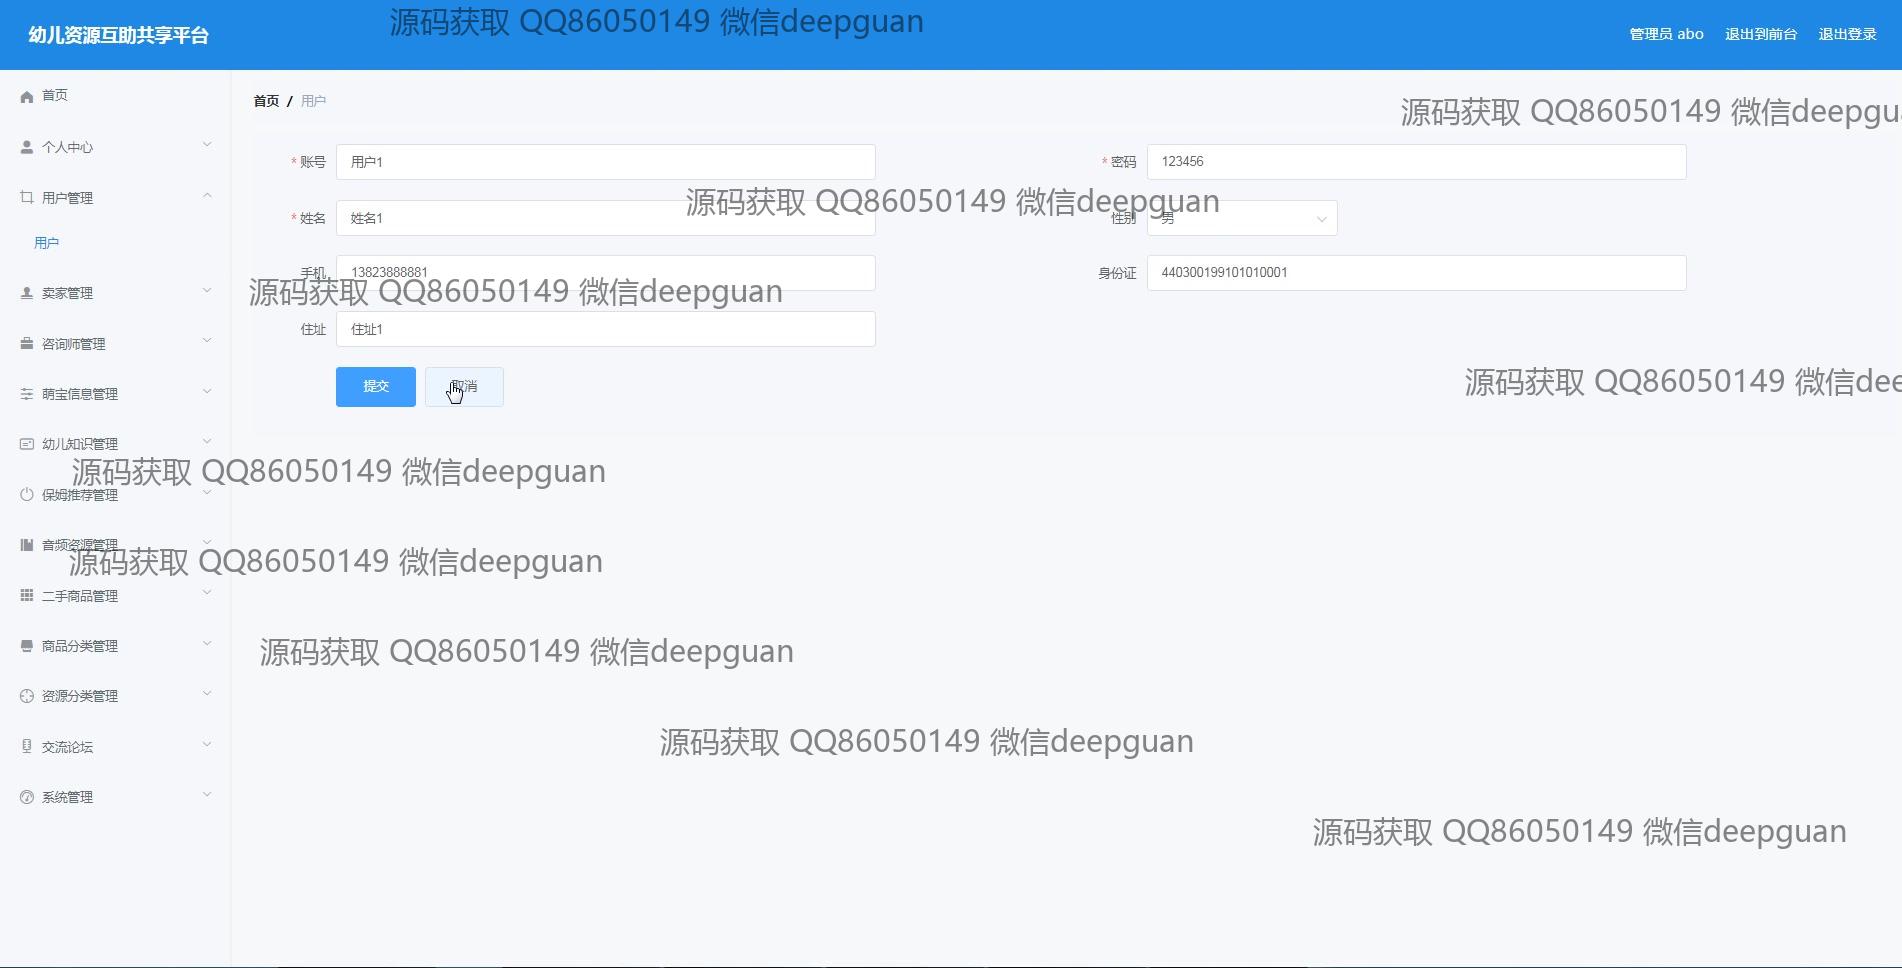 幼儿资源互助共享平台
源码获取 QQ86050149 微信deepguan
管理员 abo 退出到前台 退出登录
首页
个人中心
用户管理
用户
卖家管理
咨询师管理
萌宝信息管理
幼儿知识管理
保姆推荐管理
音频资源管理
二手商品管理
商品分类管理
资源分类管理
交流论坛
系统管理
首页 / 用户
源码获取 QQ86050149 微信deepgu
* 账号 用户1
* 密码 123456
源码获取 QQ86050149 微信deepguan
* 姓名 姓名1
性别 男
手机 13823888881
身份证 440300199101010001
源码获取 QQ86050149 微信deepguan
住址 住址1
提交 取消
源码获取 QQ86050149 微信dee
源码获取 QQ86050149 微信deepguan
源码获取 QQ86050149 微信deepguan
源码获取 QQ86050149 微信deepguan
源码获取 QQ86050149 微信deepguan
源码获取 QQ86050149 微信deepguan